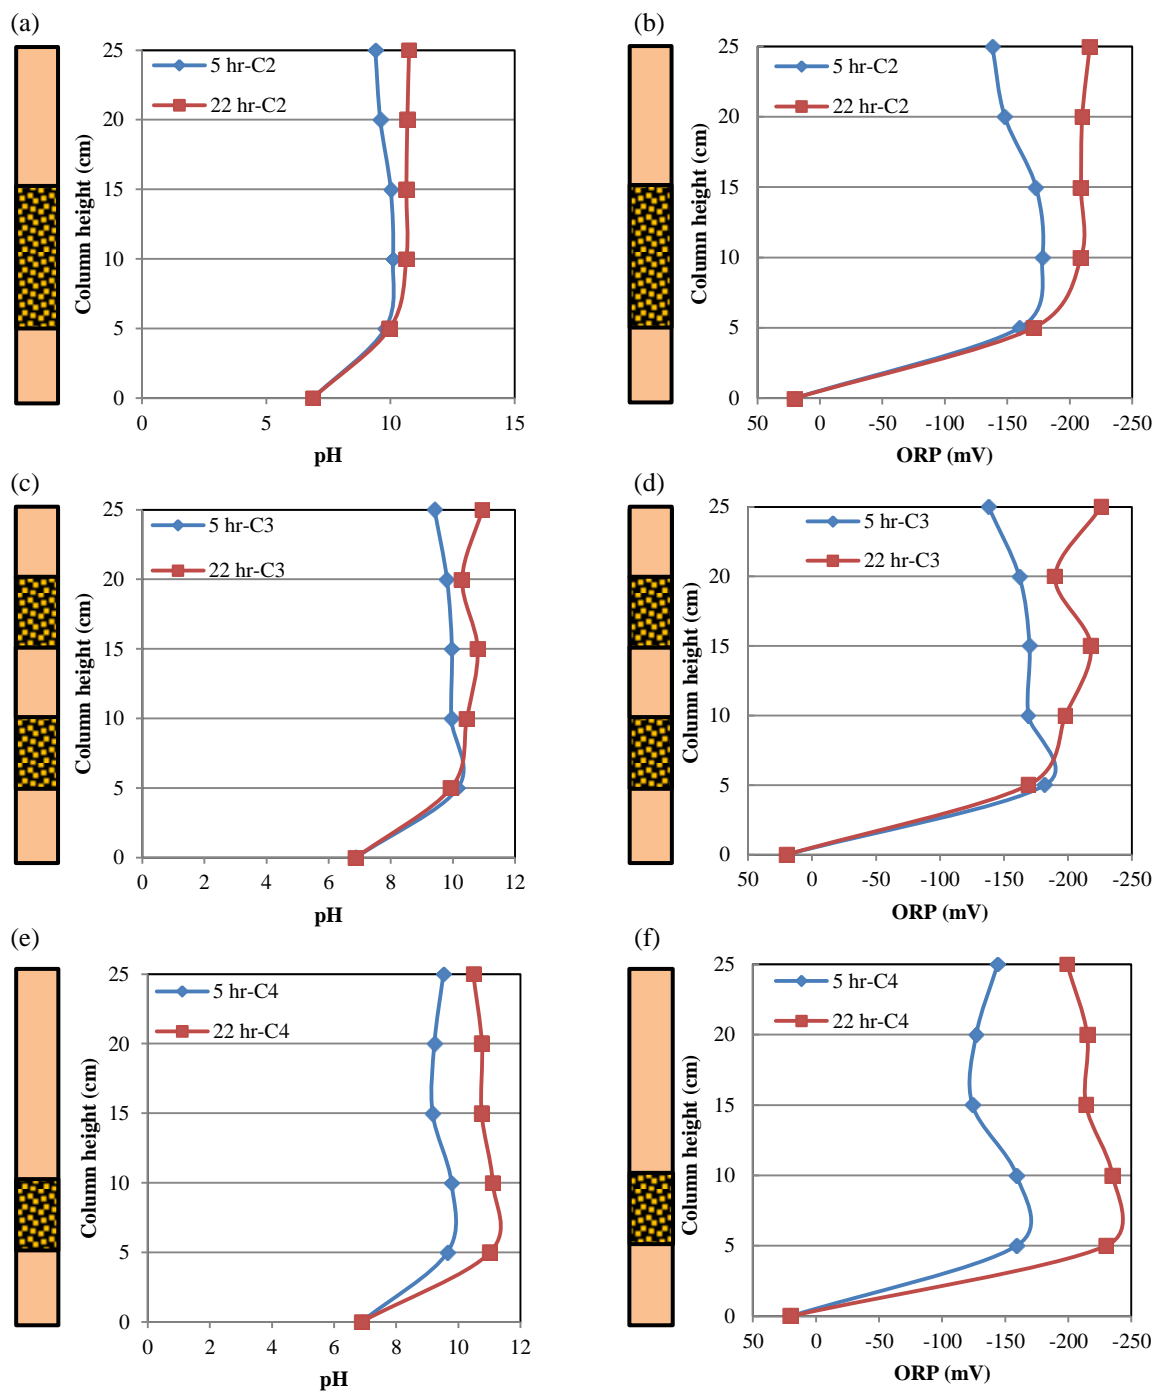 (a)
25
20
15
10
5
0
Column height (cm)
5 hr-C2
22 hr-C2
0 5 10 15
pH
(b)
25
20
15
10
5
0
Column height (cm)
5 hr-C2
22 hr-C2
50 0 -50 -100 -150 -200 -250
ORP (mV)
(c)
25
20
15
10
5
0
Column height (cm)
5 hr-C3
22 hr-C3
0 2 4 6 8 10 12
pH
(d)
25
20
15
10
5
0
Column height (cm)
5 hr-C3
22 hr-C3
50 0 -50 -100 -150 -200 -250
ORP (mV)
(e)
25
20
15
10
5
0
Column height (cm)
5 hr-C4
22 hr-C4
0 2 4 6 8 10 12
pH
(f)
25
20
15
10
5
0
Column height (cm)
5 hr-C4
22 hr-C4
50 0 -50 -100 -150 -200 -250
ORP (mV)